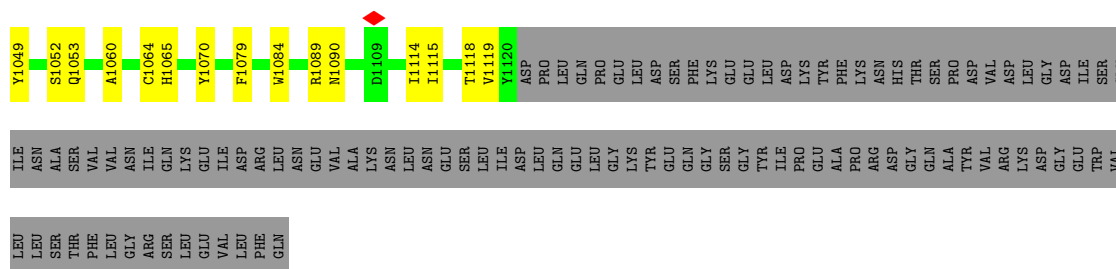 Y1049 S1052 Q1053 A1060 C1064 H1065 Y1070 F1079 W1084 R1089 N1090 D1109 I1114 I1115 T1118 V1119 Y1120 ASP PRO LEU GLN PRO GLU LEU ASP SER PHE LYS GLU GLU LEU ASP LYS TYR PHE LYS ASN HIS THR SER PRO ASP VAL ASP LEU GLY ASP ILE SER
ILE ASN ALA SER VAL VAL ASN ILE GLN LYS GLU ILE ASP ARG LEU ASN GLU VAL ALA LYS ASN LEU ASN GLU SER LEU ILE ASP LEU GLN GLU LEU GLY LYS TYR GLU GLN GLY SER GLY TYR ILE PRO GLU ALA PRO ARG ASP GLY GLN ALA TYR VAL ARG LYS ASP GLY GLU TRP VAL
LEU LEU SER THR PHE LEU GLY ARG SER LEU GLU VAL LEU PHE GLN